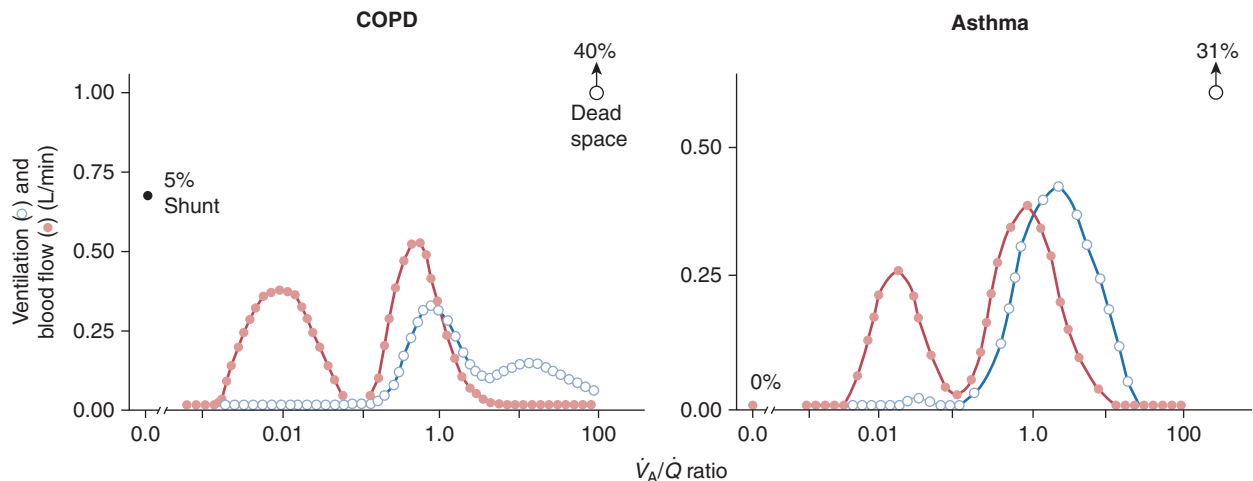 COPD
Asthma
40%
Dead
space
5%
Shunt
1.00
0.75
0.50
0.25
0.00
Ventilation (○) and
blood flow (●) (L/min)
0.0
0.01
1.0
100
31%
0.50
0.25
0.00
0%
0.0
0.01
1.0
100
V̇A/Q̇ ratio